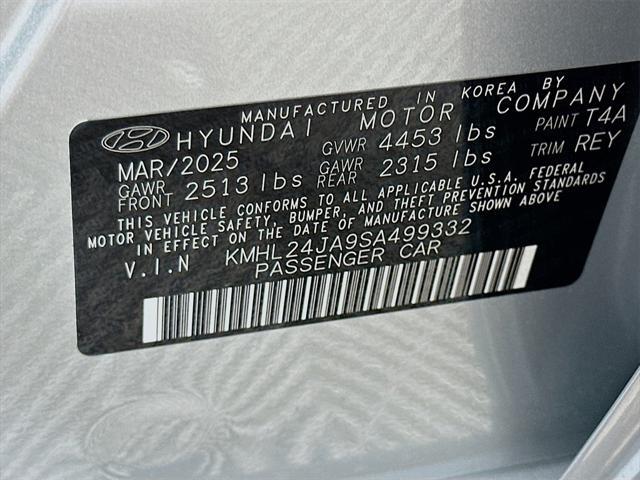 MANUFACTURED IN KOREA BY
HYUNDAI MOTOR COMPANY
MAR/2025 GVWR 4453 lbs PAINT T4A
GAWR FRONT 2513 lbs GAWR REAR 2315 lbs TRIM REY
THIS VEHICLE CONFORMS TO ALL APPLICABLE U.S.A. FEDERAL
MOTOR VEHICLE SAFETY, BUMPER, AND THEFT PREVENTION STANDARDS
IN EFFECT ON THE DATE OF MANUFACTURE SHOWN ABOVE
V.I.N KMHL24JA9SA499332
PASSENGER CAR